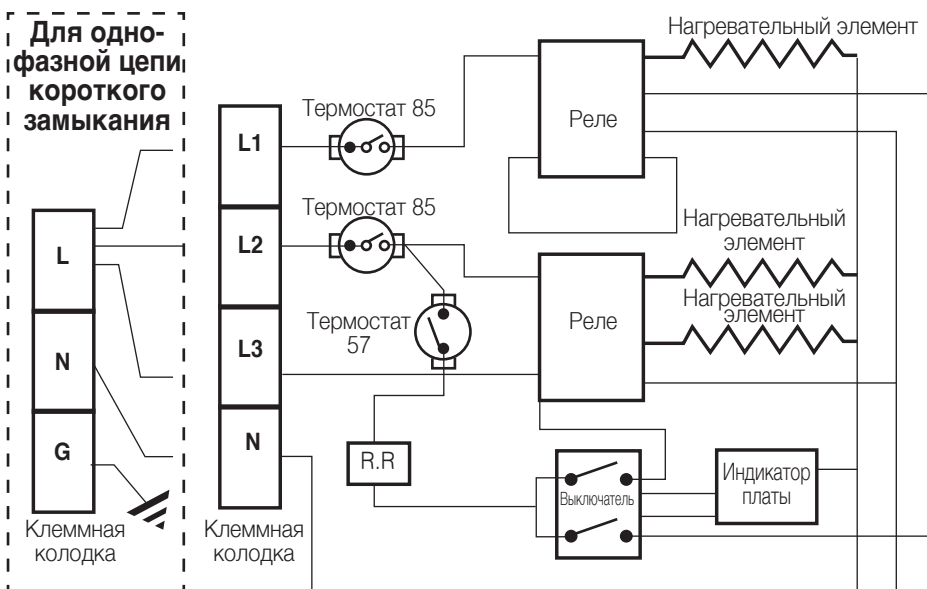 Для одно-
фазной цепи
короткого
замыкания
L
N
G
Клеммная
колодка
L1
L2
L3
N
Клеммная
колодка
Термостат 85
Термостат 85
Термостат
57
R.R
Реле
Реле
Нагревательный элемент
Нагревательный
элемент
Нагревательный
элемент
Выключатель
Индикатор
платы